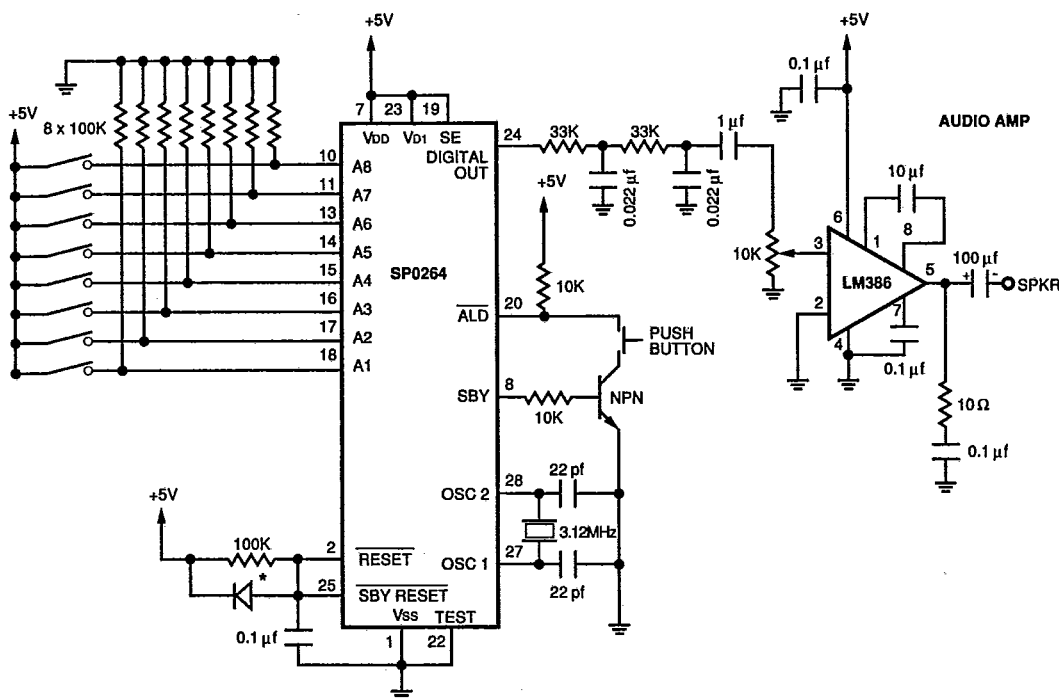 +5V
+5V
0.1 µf
AUDIO AMP
7 23 19
VDD VD1 SE
8 x 100K
+5V
10 A8
11 A7
13 A6
14 A5
15 A4
16 A3
17 A2
18 A1
DIGITAL
OUT
24
33K
33K
1 µf
0.022 µf
0.022 µf
10K
10 µf
6
1
8
3
2
LM386
5
7
4
100 µf
+
-
SPKR
0.1 µf
10Ω
0.1 µf
SP0264
+5V
10K
ALD
20
PUSH
BUTTON
SBY
8
10K
NPN
OSC 2
28
22 pf
3.12MHz
OSC 1
27
22 pf
+5V
100K
*
2
RESET
25
SBY RESET
0.1 µf
VSS TEST
1 22